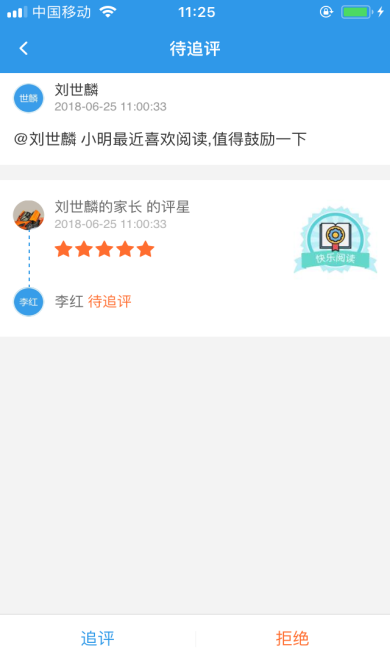 中国移动 11:25
待追评
世麟 刘世麟
2018-06-25 11:00:33
@刘世麟 小明最近喜欢阅读,值得鼓励一下
刘世麟的家长 的评星
2018-06-25 11:00:33
快乐阅读
李红 李红 待追评
追评 拒绝